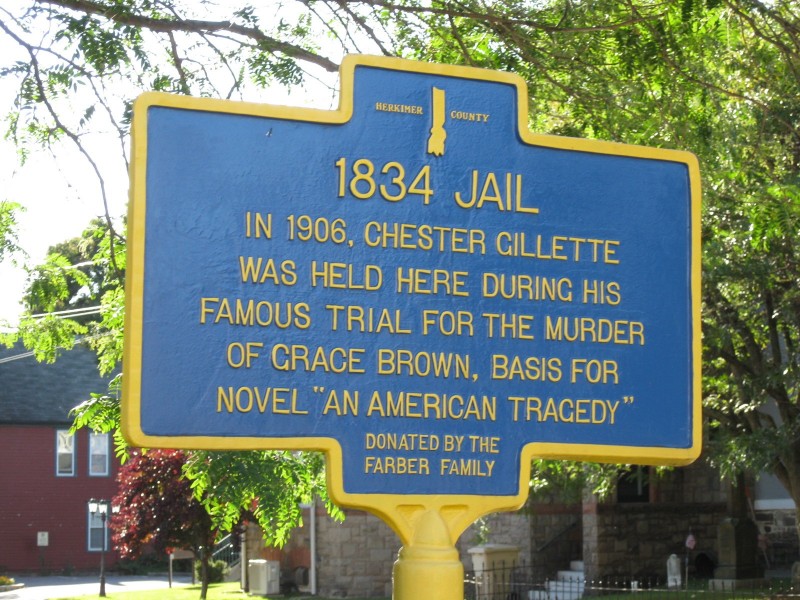 HERKIMER COUNTY
1834 JAIL
IN 1906, CHESTER GILLETTE
WAS HELD HERE DURING HIS
FAMOUS TRIAL FOR THE MURDER
OF GRACE BROWN, BASIS FOR
NOVEL "AN AMERICAN TRAGEDY"
DONATED BY THE
FARBER FAMILY